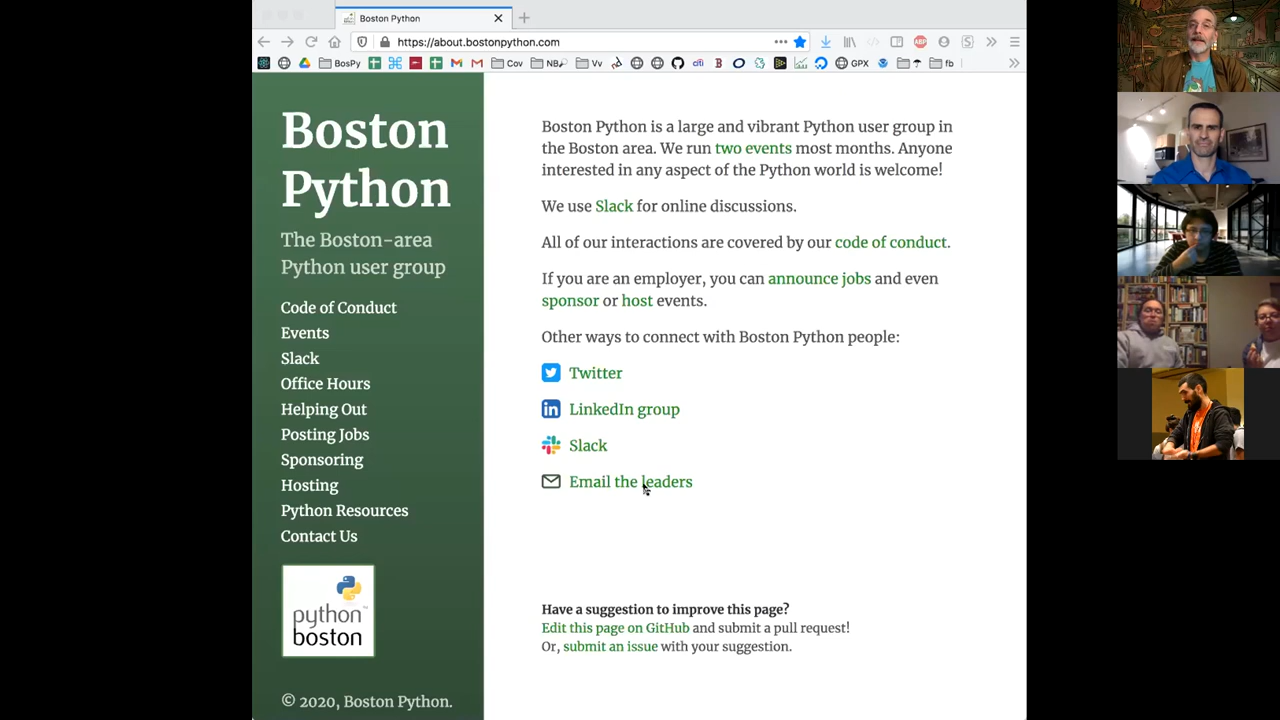 Boston Python
https://about.bostonpython.com
BosPy
Cov
NB
Vv
citi
B
GPX
fb
Boston
Python
The Boston-area
Python user group
Code of Conduct
Events
Slack
Office Hours
Helping Out
Posting Jobs
Sponsoring
Hosting
Python Resources
Contact Us
python
boston
© 2020, Boston Python.
Boston Python is a large and vibrant Python user group in
the Boston area. We run two events most months. Anyone
interested in any aspect of the Python world is welcome!
We use Slack for online discussions.
All of our interactions are covered by our code of conduct.
If you are an employer, you can announce jobs and even
sponsor or host events.
Other ways to connect with Boston Python people:
Twitter
LinkedIn group
Slack
Email the leaders
Have a suggestion to improve this page?
Edit this page on GitHub and submit a pull request!
Or, submit an issue with your suggestion.